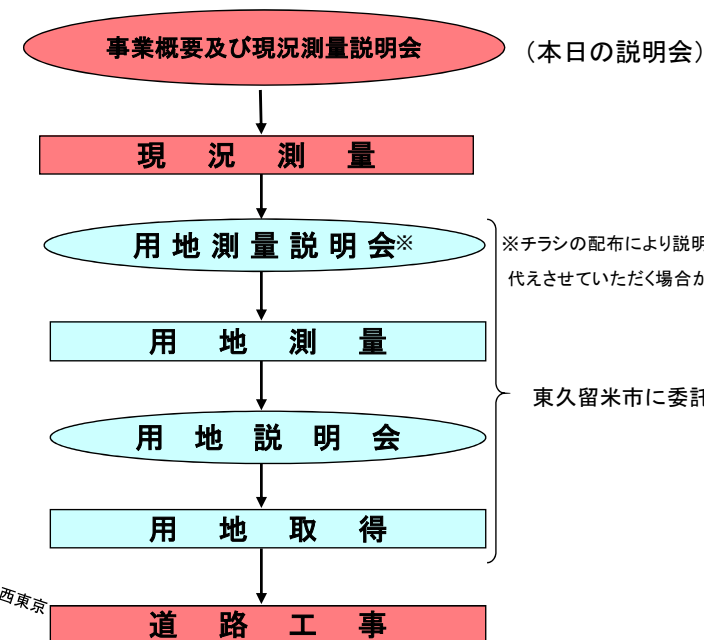 事業概要及び現況測量説明会 (本日の説明会)
現況測量
用地測量説明会※
※チラシの配布により説明
代えさせていただく場合が
用地測量
東久留米市に委託
用地説明会
用地取得
西東京
道路工事